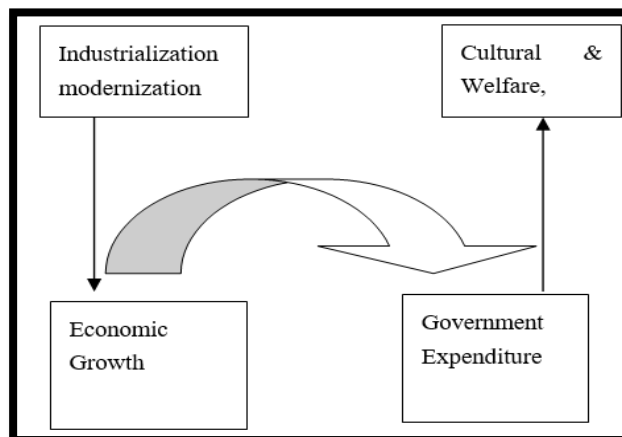 Industrialization
modernization
Cultural &
Welfare,
Economic
Growth
Government
Expenditure